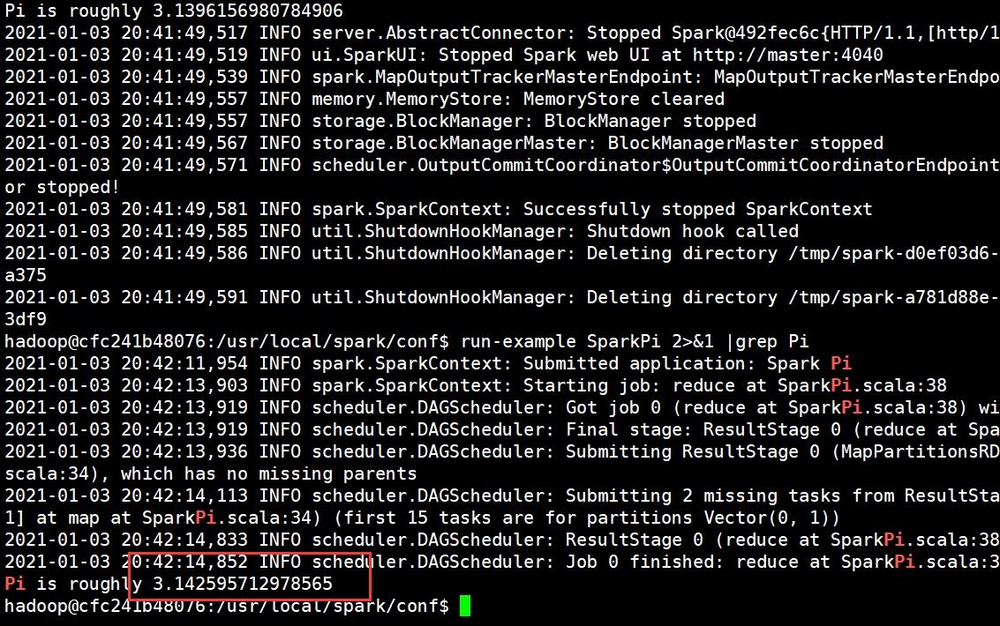 Pi is roughly 3.1396156980784906
2021-01-03 20:41:49,517 INFO server.AbstractConnector: Stopped Spark@492fec6c{HTTP/1.1,[http/1
2021-01-03 20:41:49,519 INFO ui.SparkUI: Stopped Spark web UI at http://master:4040
2021-01-03 20:41:49,539 INFO spark.MapOutputTrackerMasterEndpoint: MapOutputTrackerMasterEndpo
2021-01-03 20:41:49,557 INFO memory.MemoryStore: MemoryStore cleared
2021-01-03 20:41:49,557 INFO storage.BlockManager: BlockManager stopped
2021-01-03 20:41:49,567 INFO storage.BlockManagerMaster: BlockManagerMaster stopped
2021-01-03 20:41:49,571 INFO scheduler.OutputCommitCoordinator$OutputCommitCoordinatorEndpoint
or stopped!
2021-01-03 20:41:49,581 INFO spark.SparkContext: Successfully stopped SparkContext
2021-01-03 20:41:49,585 INFO util.ShutdownHookManager: Shutdown hook called
2021-01-03 20:41:49,586 INFO util.ShutdownHookManager: Deleting directory /tmp/spark-d0ef03d6-
a375
2021-01-03 20:41:49,591 INFO util.ShutdownHookManager: Deleting directory /tmp/spark-a781d88e-
3df9
hadoop@cfc241b48076:/usr/local/spark/conf$ run-example SparkPi 2>&1 |grep Pi
2021-01-03 20:42:11,954 INFO spark.SparkContext: Submitted application: Spark Pi
2021-01-03 20:42:13,903 INFO spark.SparkContext: Starting job: reduce at SparkPi.scala:38
2021-01-03 20:42:13,919 INFO scheduler.DAGScheduler: Got job 0 (reduce at SparkPi.scala:38) wi
2021-01-03 20:42:13,919 INFO scheduler.DAGScheduler: Final stage: ResultStage 0 (reduce at Spa
2021-01-03 20:42:13,936 INFO scheduler.DAGScheduler: Submitting ResultStage 0 (MapPartitionsRD
scala:34), which has no missing parents
2021-01-03 20:42:14,113 INFO scheduler.DAGScheduler: Submitting 2 missing tasks from ResultSta
1] at map at SparkPi.scala:34) (first 15 tasks are for partitions Vector(0, 1))
2021-01-03 20:42:14,833 INFO scheduler.DAGScheduler: ResultStage 0 (reduce at SparkPi.scala:38
2021-01-03 20:42:14,852 INFO scheduler.DAGScheduler: Job 0 finished: reduce at SparkPi.scala:3
Pi is roughly 3.142595712978565
hadoop@cfc241b48076:/usr/local/spark/conf$